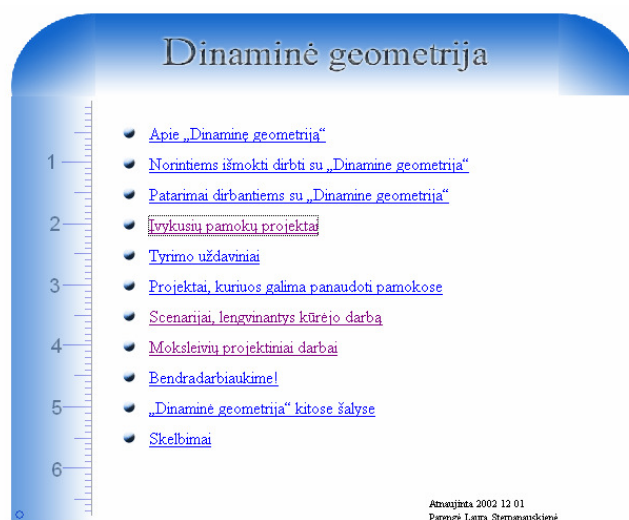 Dinaminė geometrija
Apie „Dinaminę geometriją“
1
Norintiems išmokti dirbti su „Dinamine geometrija“
Patarimai dirbantiems su „Dinamine geometrija“
2
Įvykusių pamokų projektai
Tyrimo uždaviniai
3
Projektai, kuriuos galima panaudoti pamokose
Scenarijai, lengvinantys kūrėjo darbą
4
Moksleivių projektiniai darbai
Bendradarbiaukime!
5
„Dinaminė geometrija“ kitose šalyse
Skelbimai
6
Atnaujinta 2002 12 01
Parengė Laura